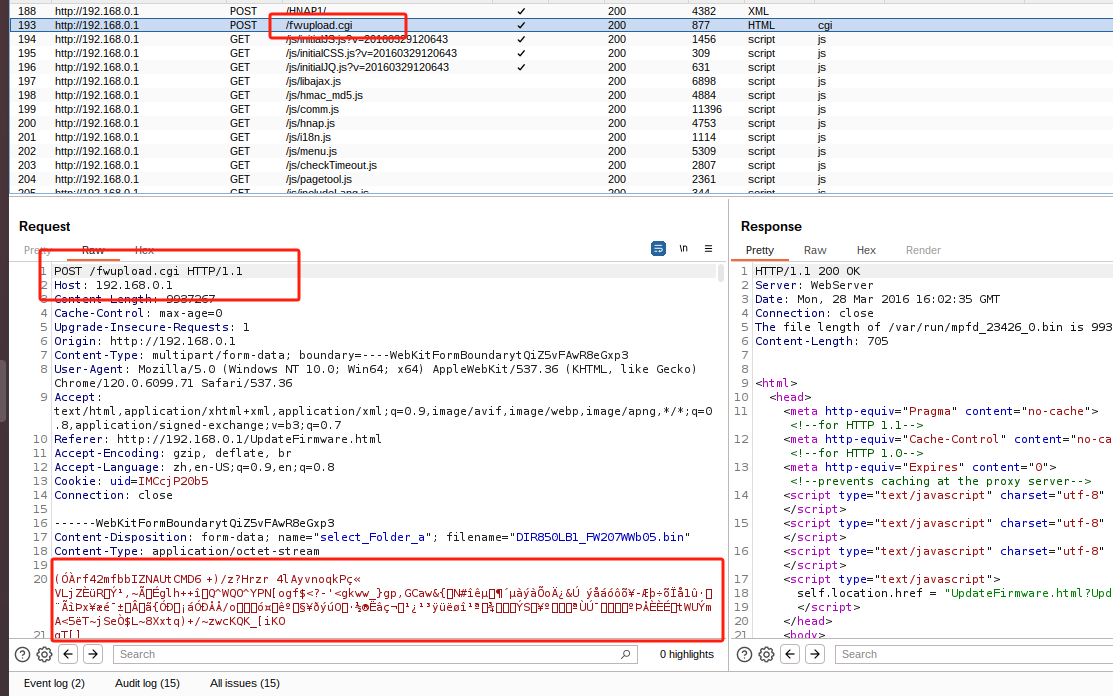 188 http://192.168.0.1 POST /HNAP1/ ✓ 200 4382 XML
193 http://192.168.0.1 POST /fwupload.cgi ✓ 200 877 HTML cgi
194 http://192.168.0.1 GET /js/initialJS.js?v=20160329120643 ✓ 200 1456 script js
195 http://192.168.0.1 GET /js/initialCSS.js?v=20160329120643 ✓ 200 309 script js
196 http://192.168.0.1 GET /js/initialJQ.js?v=20160329120643 ✓ 200 631 script js
197 http://192.168.0.1 GET /js/libajax.js 200 6898 script js
198 http://192.168.0.1 GET /js/hmac_md5.js 200 4884 script js
199 http://192.168.0.1 GET /js/comm.js 200 11396 script js
200 http://192.168.0.1 GET /js/hnap.js 200 4753 script js
201 http://192.168.0.1 GET /js/i18n.js 200 1114 script js
202 http://192.168.0.1 GET /js/menu.js 200 5309 script js
203 http://192.168.0.1 GET /js/checkTimeout.js 200 2807 script js
204 http://192.168.0.1 GET /js/pagetool.js 200 2361 script js
205 http://192.168.0.1 GET /js/includeLang.js 200 344 script js
Request
Pretty Raw Hex \n
1 POST /fwupload.cgi HTTP/1.1
2 Host: 192.168.0.1
3 Content-Length: 9937267
4 Cache-Control: max-age=0
5 Upgrade-Insecure-Requests: 1
6 Origin: http://192.168.0.1
7 Content-Type: multipart/form-data; boundary=----WebKitFormBoundarytQiZ5vFAwR8eGxp3
8 User-Agent: Mozilla/5.0 (Windows NT 10.0; Win64; x64) AppleWebKit/537.36 (KHTML, like Gecko)
Chrome/120.0.6099.71 Safari/537.36
9 Accept:
text/html,application/xhtml+xml,application/xml;q=0.9,image/avif,image/webp,image/apng,*/*;q=0
.8,application/signed-exchange;v=b3;q=0.7
10 Referer: http://192.168.0.1/UpdateFirmware.html
11 Accept-Encoding: gzip, deflate, br
12 Accept-Language: zh,en-US;q=0.9,en;q=0.8
13 Cookie: uid=IMCcjP20b5
14 Connection: close
15
16 ------WebKitFormBoundarytQiZ5vFAwR8eGxp3
17 Content-Disposition: form-data; name="select_Folder_a"; filename="DIR850LB1_FW207WWb05.bin"
18 Content-Type: application/octet-stream
19
20
21
Search
0 highlights
Response
Pretty Raw Hex Render
1 HTTP/1.1 200 OK
2 Server: WebServer
3 Date: Mon, 28 Mar 2016 16:02:35 GMT
4 Connection: close
5 The file length of /var/run/mpfd_23426_0.bin is 993
6 Content-Length: 705
7
8
9 <html>
10 <head>
11 <meta http-equiv="Pragma" content="no-cache">
<!--for HTTP 1.1-->
12 <meta http-equiv="Cache-Control" content="no-ca
<!--for HTTP 1.0-->
13 <meta http-equiv="Expires" content="0">
<!--prevents caching at the proxy server-->
14 <script type="text/javascript" charset="utf-8"
</script>
15 <script type="text/javascript" charset="utf-8"
</script>
16 <script type="text/javascript" charset="utf-8"
</script>
17 <script type="text/javascript">
18 self.location.href = "UpdateFirmware.html?Upd
19 </script>
20 </head>
21 <body>
Search
Event log (2) Audit log (15) All issues (15)